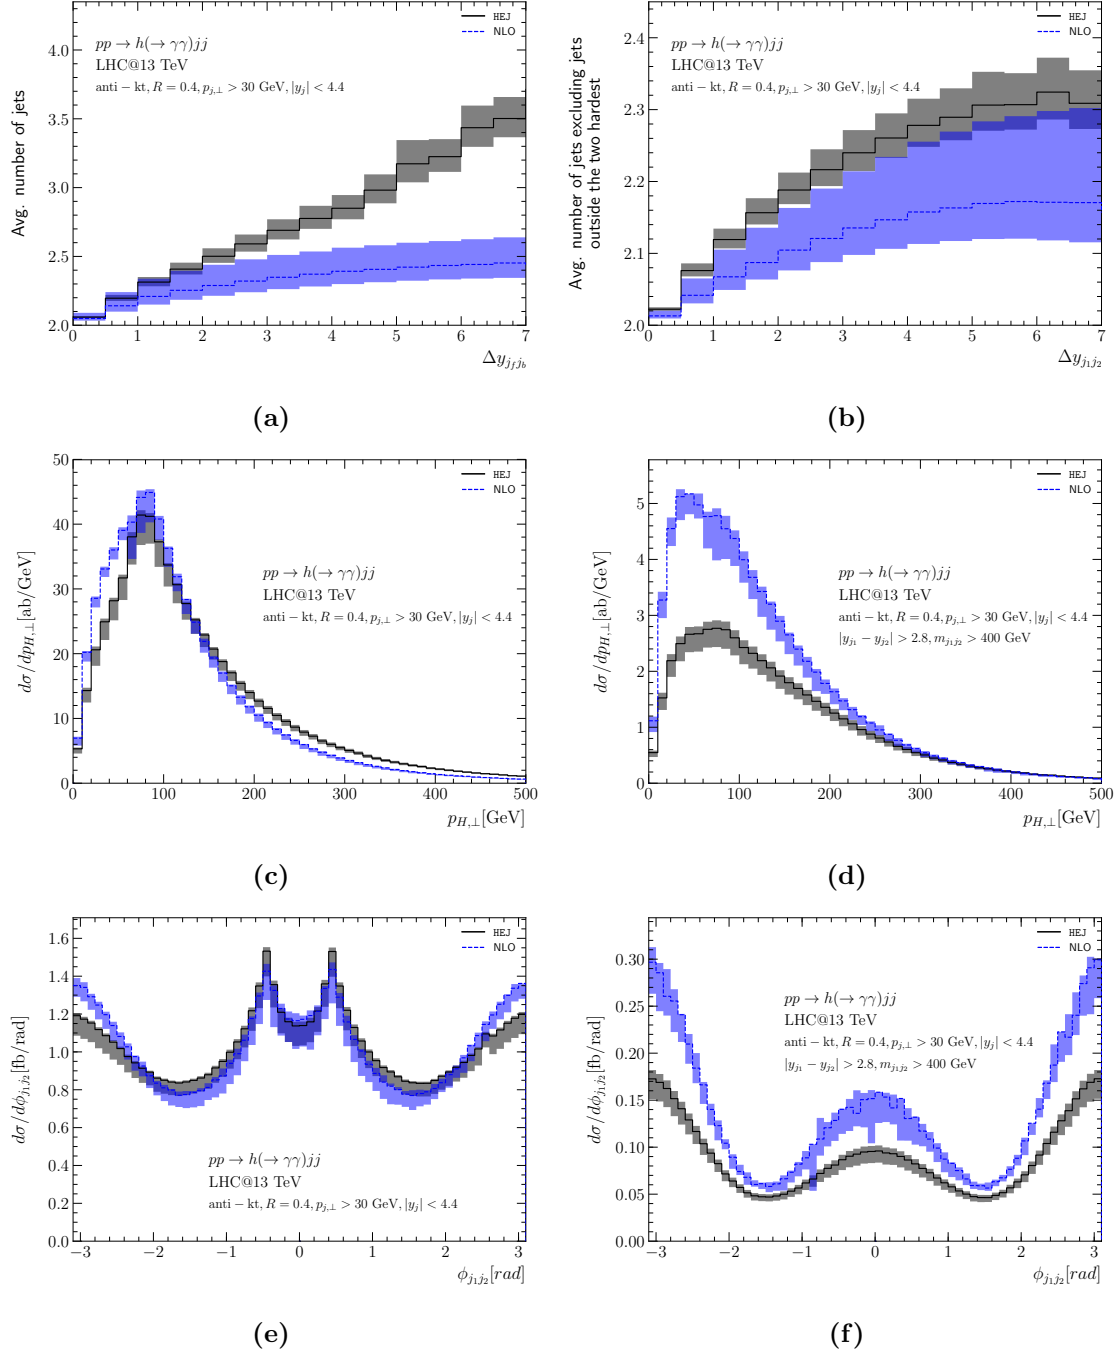 HEJ
NLO
pp → h(→ γγ)jj
LHC@13 TeV
anti − kt, R = 0.4, p_{j,⊥} > 30 GeV, |y_j| < 4.4
Avg. number of jets
4.0
3.5
3.0
2.5
2.0
0 1 2 3 4 5 6 7
Δy_{j_f j_b}
(a)
HEJ
NLO
pp → h(→ γγ)jj
LHC@13 TeV
anti − kt, R = 0.4, p_{j,⊥} > 30 GeV, |y_j| < 4.4
Avg. number of jets excluding jets
outside the two hardest
2.4
2.3
2.2
2.1
2.0
0 1 2 3 4 5 6 7
Δy_{j_1 j_2}
(b)
HEJ
NLO
pp → h(→ γγ)jj
LHC@13 TeV
anti − kt, R = 0.4, p_{j,⊥} > 30 GeV, |y_j| < 4.4
dσ/dp_{H,⊥}[ab/GeV]
50
40
30
20
10
0
0 100 200 300 400 500
p_{H,⊥}[GeV]
(c)
HEJ
NLO
pp → h(→ γγ)jj
LHC@13 TeV
anti − kt, R = 0.4, p_{j,⊥} > 30 GeV, |y_j| < 4.4
|y_{j1} − y_{j2}| > 2.8, m_{j1j2} > 400 GeV
dσ/dp_{H,⊥}[ab/GeV]
5
4
3
2
1
0
0 100 200 300 400 500
p_{H,⊥}[GeV]
(d)
HEJ
NLO
pp → h(→ γγ)jj
LHC@13 TeV
anti − kt, R = 0.4, p_{j,⊥} > 30 GeV, |y_j| < 4.4
dσ/dϕ_{j_1 j_2}[fb/rad]
1.6
1.4
1.2
1.0
0.8
0.6
0.4
0.2
0.0
−3 −2 −1 0 1 2 3
ϕ_{j_1 j_2}[rad]
(e)
HEJ
NLO
pp → h(→ γγ)jj
LHC@13 TeV
anti − kt, R = 0.4, p_{j,⊥} > 30 GeV, |y_j| < 4.4
|y_{j1} − y_{j2}| > 2.8, m_{j1j2} > 400 GeV
dσ/dϕ_{j_1 j_2}[fb/rad]
0.30
0.25
0.20
0.15
0.10
0.05
0.00
−3 −2 −1 0 1 2 3
ϕ_{j_1 j_2}[rad]
(f)